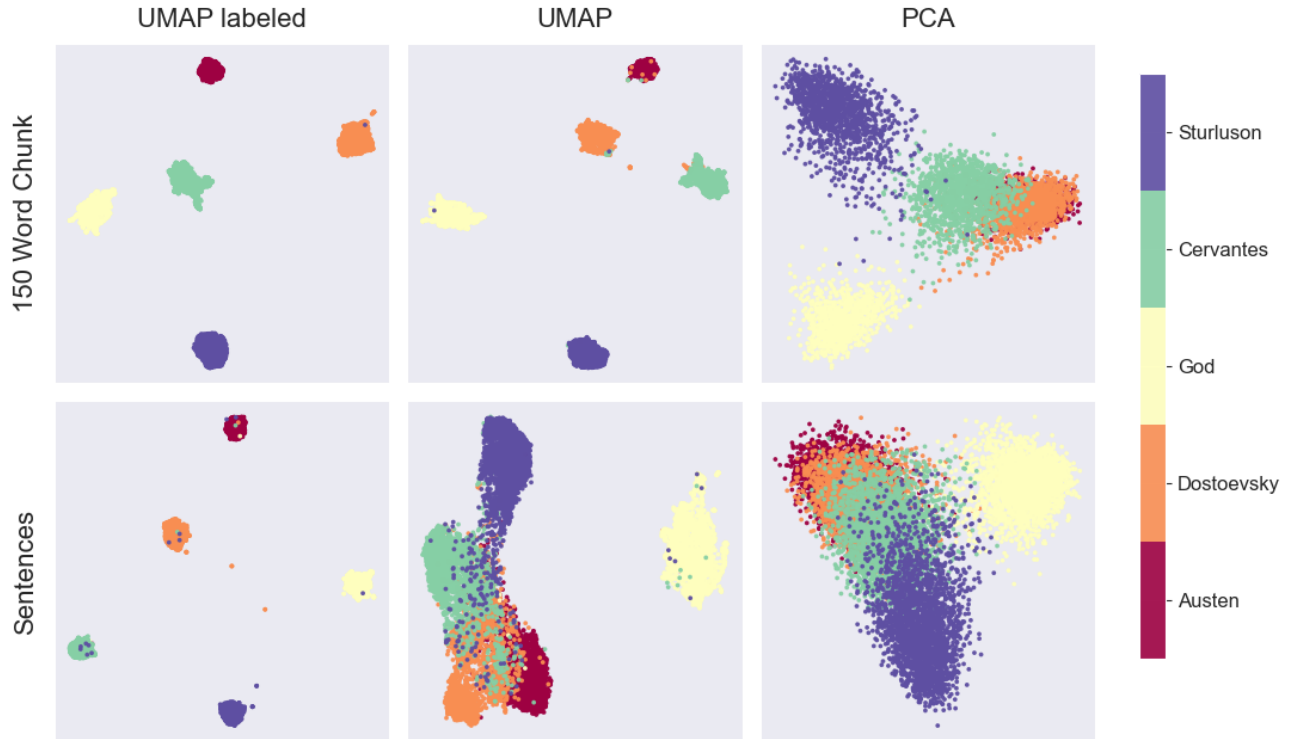 UMAP labeled
UMAP
PCA
150 Word Chunk
Sentences
Sturluson
Cervantes
God
Dostoevsky
Austen